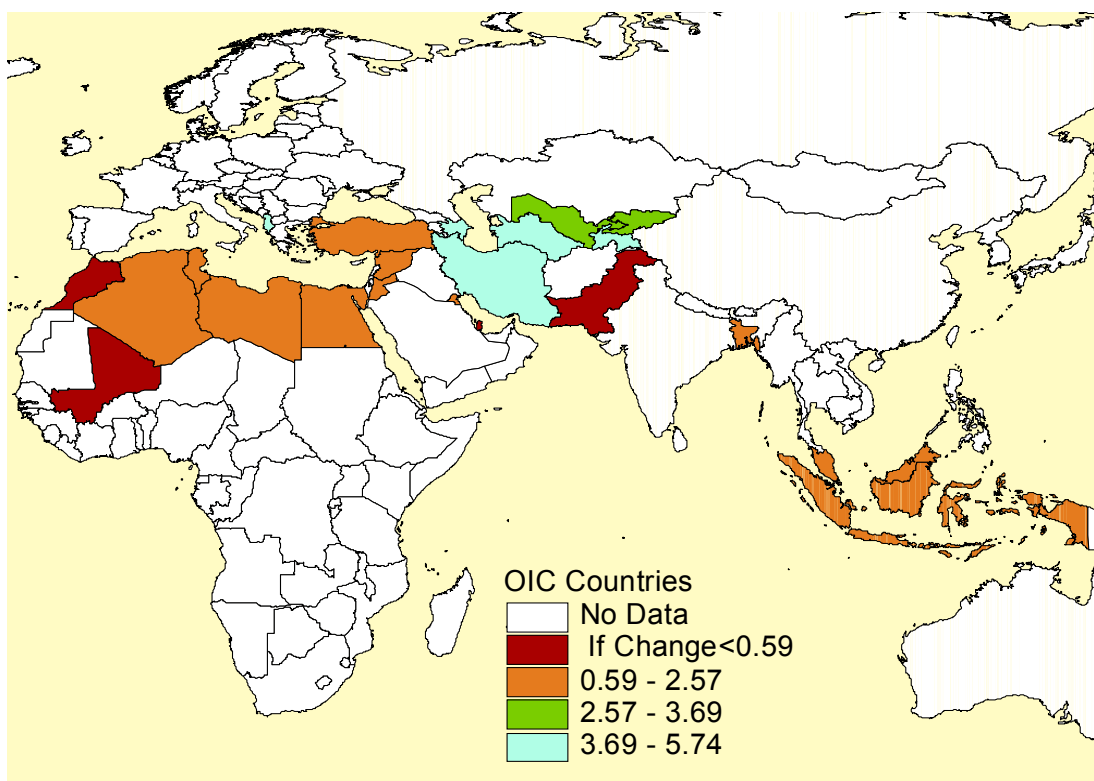 OIC Countries
No Data
If Change<0.59
0.59 - 2.57
2.57 - 3.69
3.69 - 5.74